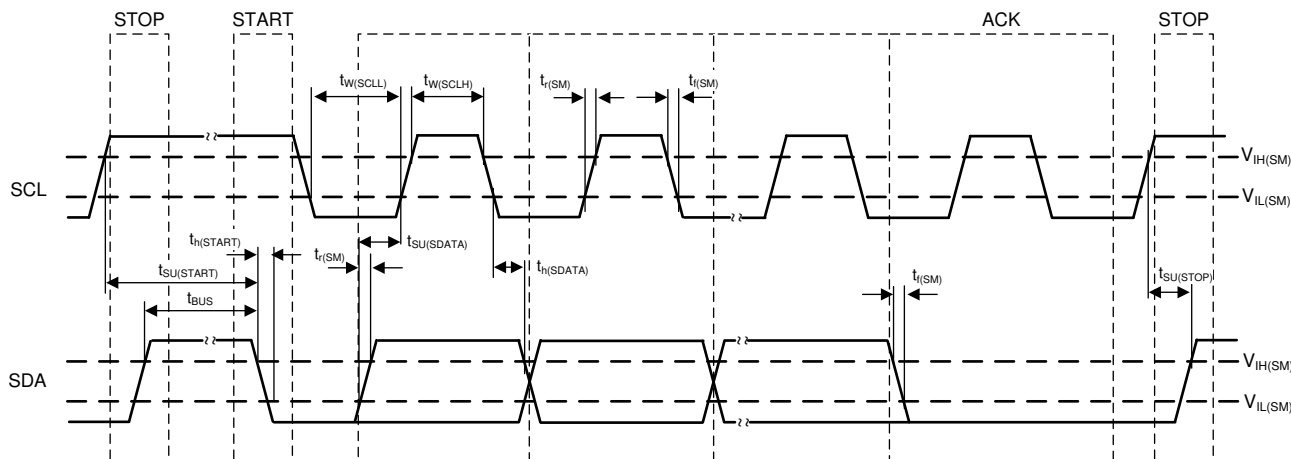 STOP START ACK STOP
tW(SCLL) tW(SCLH) tr(SM) tf(SM)
VIH(SM)
SCL
VIL(SM)
th(START) tr(SM) tSU(SDATA)
tSU(START) th(SDATA) tf(SM) tSU(STOP)
tBUS
VIH(SM)
SDA
VIL(SM)